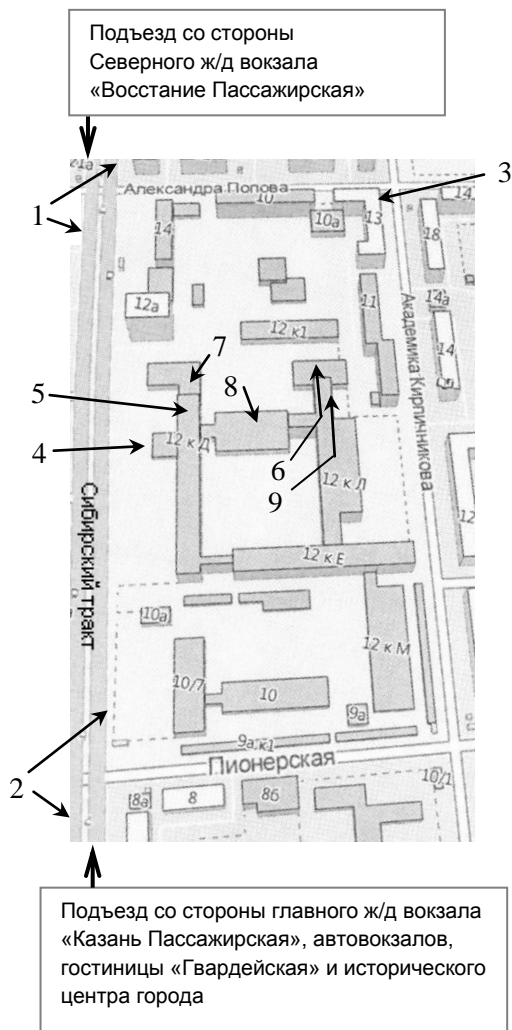 Подъезд со стороны
Северного ж/д вокзала
«Восстание Пассажирская»
21а
Александра Попова
3
1
10
14
10а
13
18
14
12а
11
14а
12 к1
14
7
5
8
Академика Кирпичникова
4
12 к Д
6
9
12 к Л
12
Сибирский тракт
12 к Е
10а
12 к М
10/7
10
9а
9а к1
2
Пионерская
8а
8
8б
10/1
Подъезд со стороны главного ж/д вокзала
«Казань Пассажирская», автовокзалов,
гостиницы «Гвардейская» и исторического
центра города